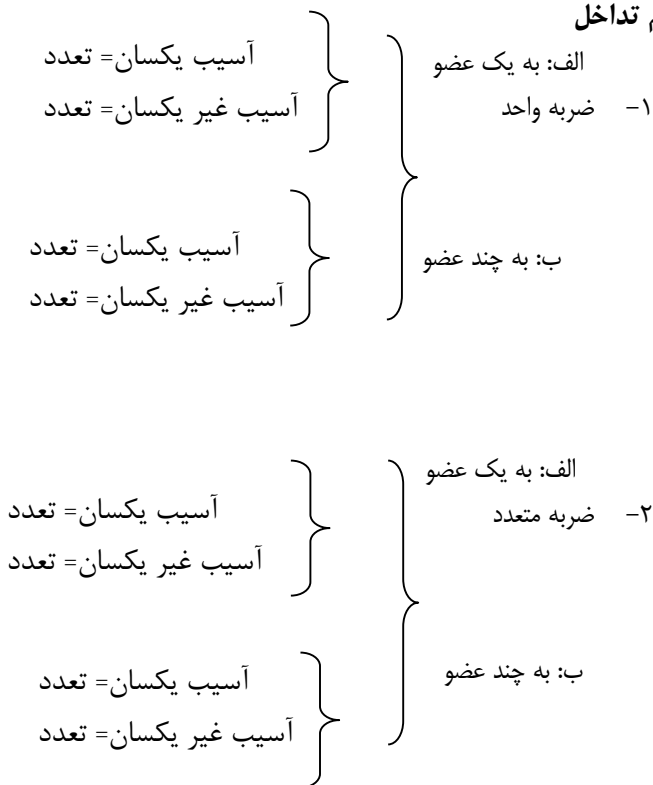 تداخل
الف: به یک عضو
آسیب یکسان= تعدد
۱- ضربه واحد
آسیب غیر یکسان= تعدد
ب: به چند عضو
آسیب یکسان= تعدد
آسیب غیر یکسان= تعدد
الف: به یک عضو
۲- ضربه متعدد
آسیب یکسان= تعدد
آسیب غیر یکسان= تعدد
ب: به چند عضو
آسیب یکسان= تعدد
آسیب غیر یکسان= تعدد